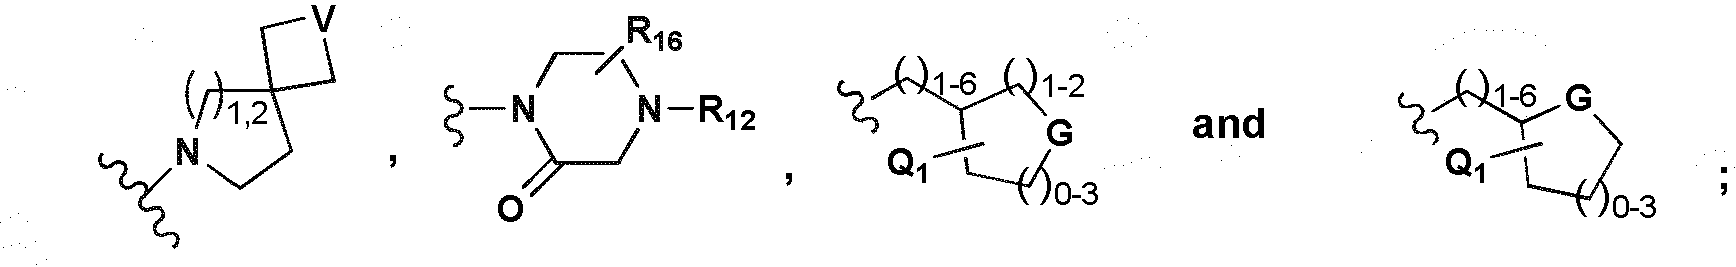 V
( )1,2
N
,
R16
N
N-R12
O
,
( )1-6
( )1-2
G
Q1
( )0-3
and
( )1-6
G
Q1
( )0-3
;